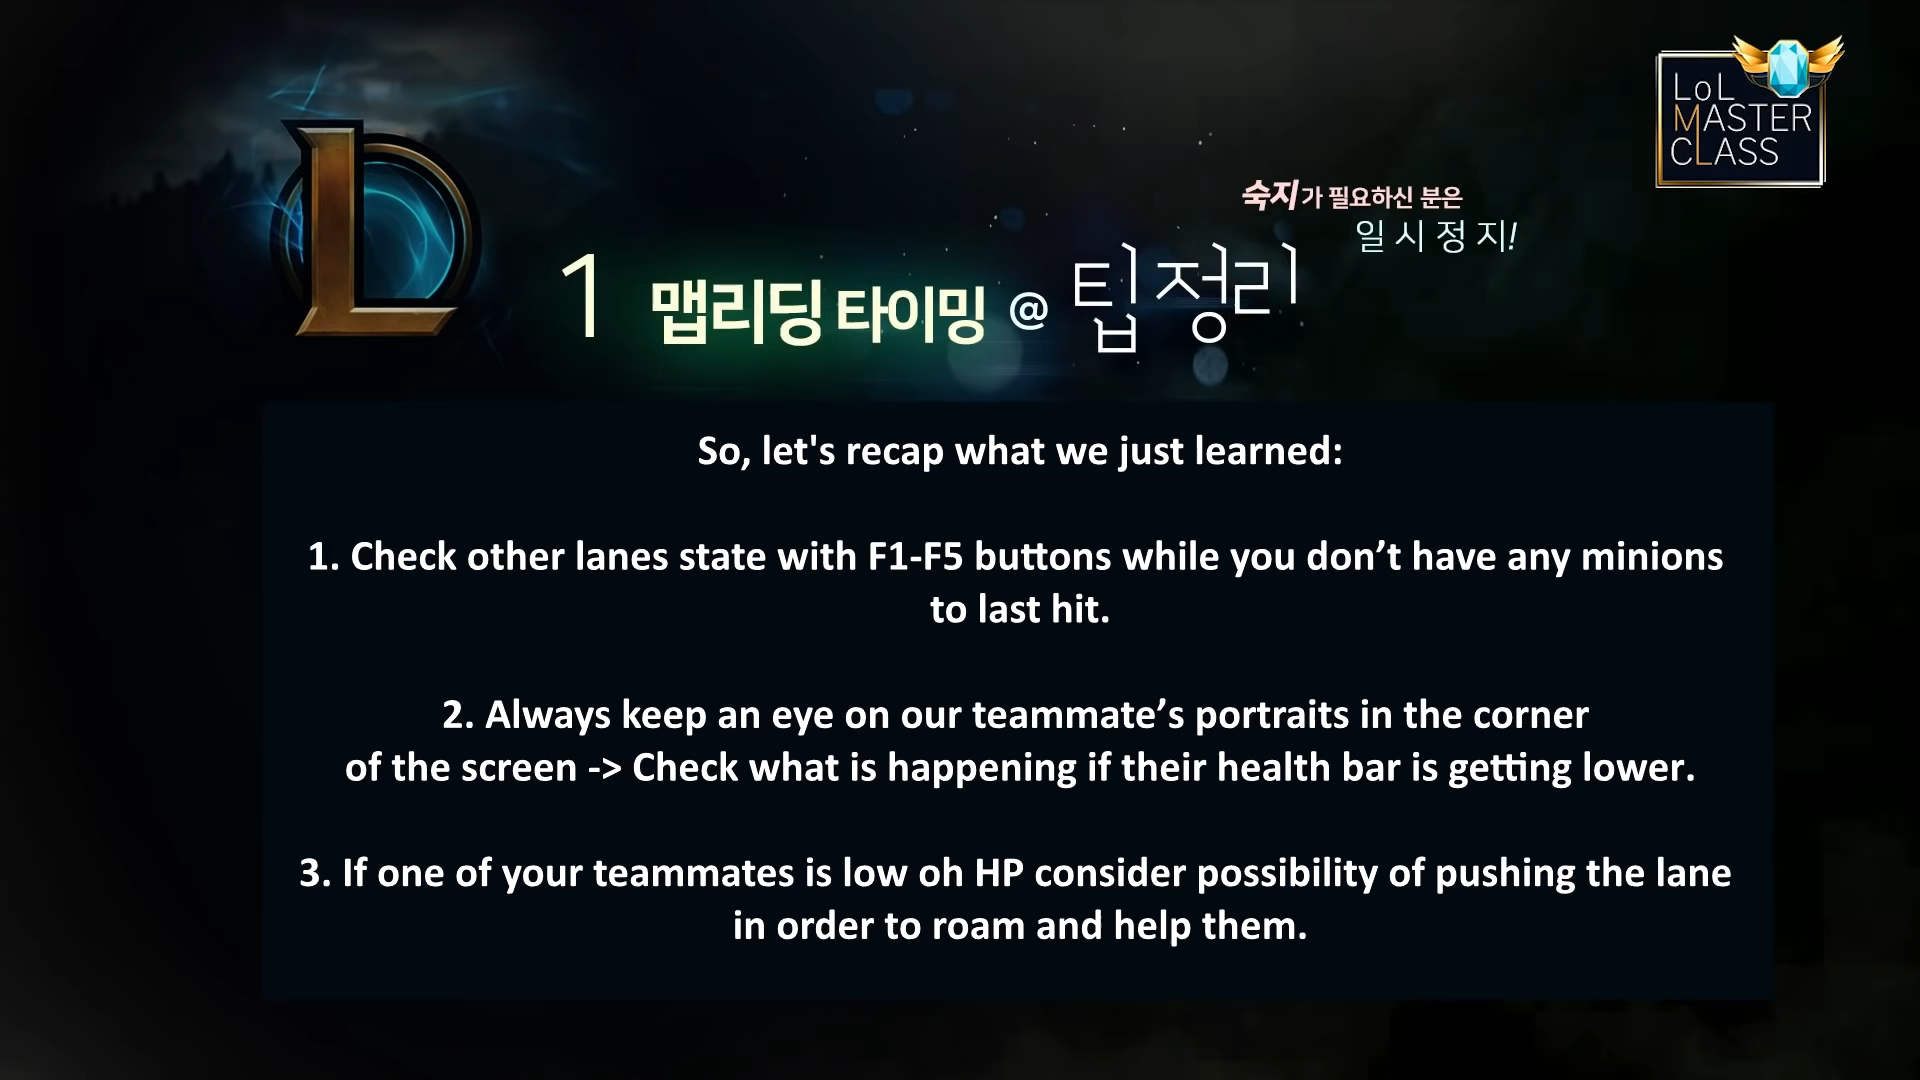 LoL
MASTER
CLASS
숙지가 필요하신 분은
일시정지!
1 맵리딩 타이밍 @ 팁 정리
So, let's recap what we just learned:
1. Check other lanes state with F1-F5 buttons while you don’t have any minions
to last hit.
2. Always keep an eye on our teammate’s portraits in the corner
of the screen -> Check what is happening if their health bar is getting lower.
3. If one of your teammates is low oh HP consider possibility of pushing the lane
in order to roam and help them.